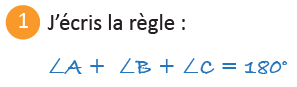 1 J'écris la règle :
∠A + ∠B + ∠C = 180°